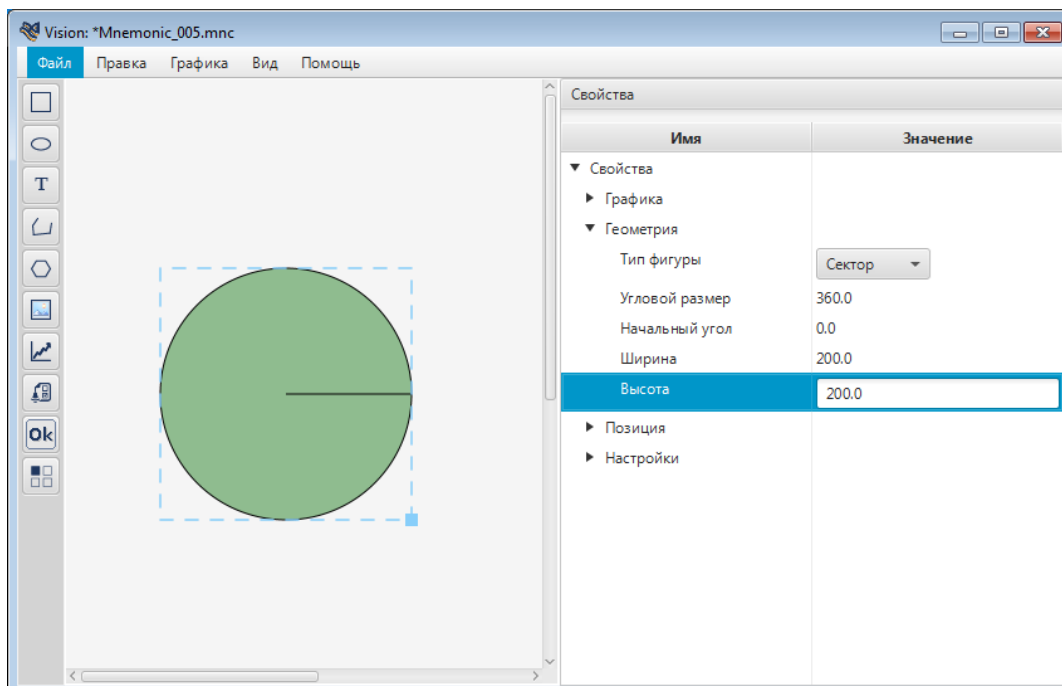 Vision: *Mnemonic_005.mnc
Файл Правка Графика Вид Помощь
T
Ok
Свойства
Имя Значение
Свойства
Графика
Геометрия
Тип фигуры Сектор
Угловой размер 360.0
Начальный угол 0.0
Ширина 200.0
Высота 200.0
Позиция
Настройки